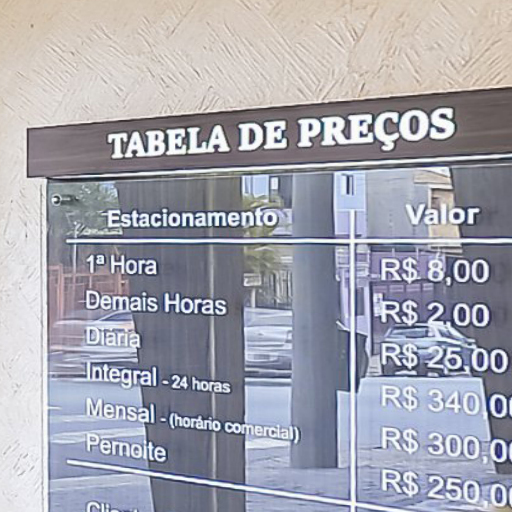 TABELA DE PREÇOS
Estacionamento Valor
1ª Hora R$ 8,00
Demais Horas R$ 2,00
Diária R$ 25,00
Integral - 24 horas R$ 340,00
Mensal - (horário comercial) R$ 300,00
Pernoite R$ 250,00